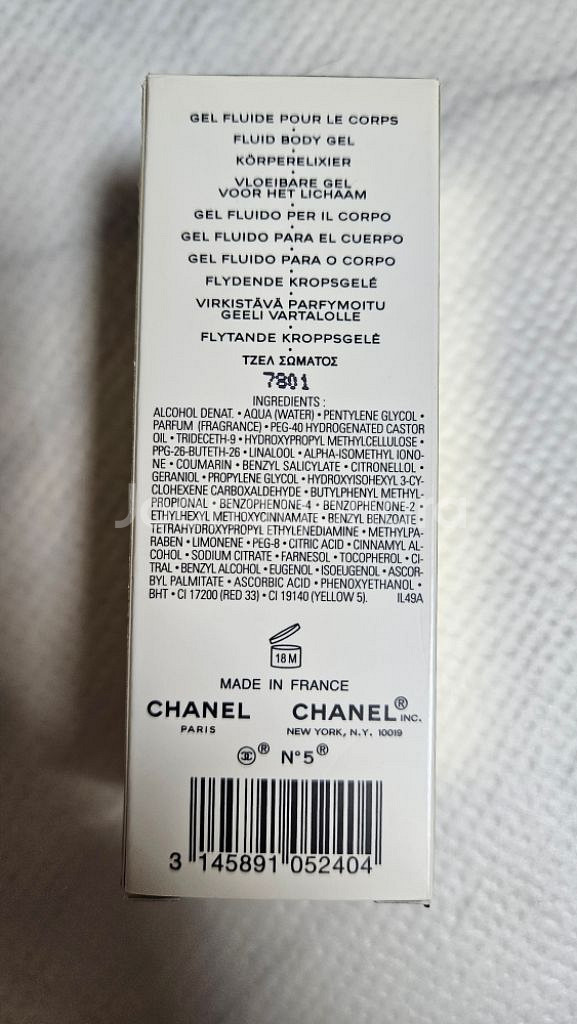 GEL FLUIDE POUR LE CORPS
FLUID BODY GEL
KÖRPERELIXIER
VLOEIBARE GEL
VOOR HET LICHAAM
GEL FLUIDO PER IL CORPO
GEL FLUIDO PARA EL CUERPO
GEL FLUIDO PARA O CORPO
FLYDENDE KROPSGELÉ
VIRKISTÄVÄ PARFYMOITU
GEELI VARTALOLLE
FLYTANDE KROPPSGELÉ
ΤΖΕΛ ΣΩΜΑΤΟΣ
7801
INGREDIENTS :
ALCOHOL DENAT. • AQUA (WATER) • PENTYLENE GLYCOL •
PARFUM (FRAGRANCE) • PEG-40 HYDROGENATED CASTOR
OIL • TRIDECETH-9 • HYDROXYPROPYL METHYLCELLULOSE •
PPG-26-BUTETH-26 • LINALOOL • ALPHA-ISOMETHYL IONO-
NE • COUMARIN • BENZYL SALICYLATE • CITRONELLOL •
GERANIOL • PROPYLENE GLYCOL • HYDROXYISOHEXYL 3-CY-
CLOHEXENE CARBOXALDEHYDE • BUTYLPHENYL METHYL-
PROPIONAL • BENZOPHENONE-4 • BENZOPHENONE-2 •
ETHYLHEXYL METHOXYCINNAMATE • BENZYL BENZOATE •
TETRAHYDROXYPROPYL ETHYLENEDIAMINE • METHYLPA-
RABEN • LIMONENE • PEG-8 • CITRIC ACID • CINNAMYL AL-
COHOL • SODIUM CITRATE • FARNESOL • TOCOPHEROL • CI-
TRAL • BENZYL ALCOHOL • EUGENOL • ISOEUGENOL • ASCOR-
BYL PALMITATE • ASCORBIC ACID • PHENOXYETHANOL •
BHT • CI 17200 (RED 33) • CI 19140 (YELLOW 5). IL49A
18 M
MADE IN FRANCE
CHANEL CHANEL® INC.
PARIS NEW YORK, N.Y. 10019
® N°5®
3 145891 052404